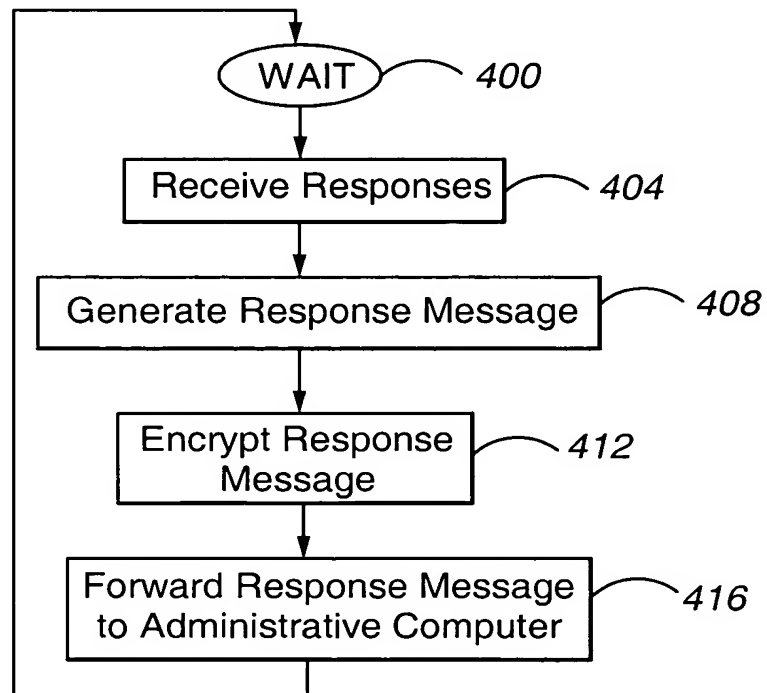 WAIT 400
Receive Responses 404
Generate Response Message 408
Encrypt Response
Message 412
Forward Response Message
to Administrative Computer 416